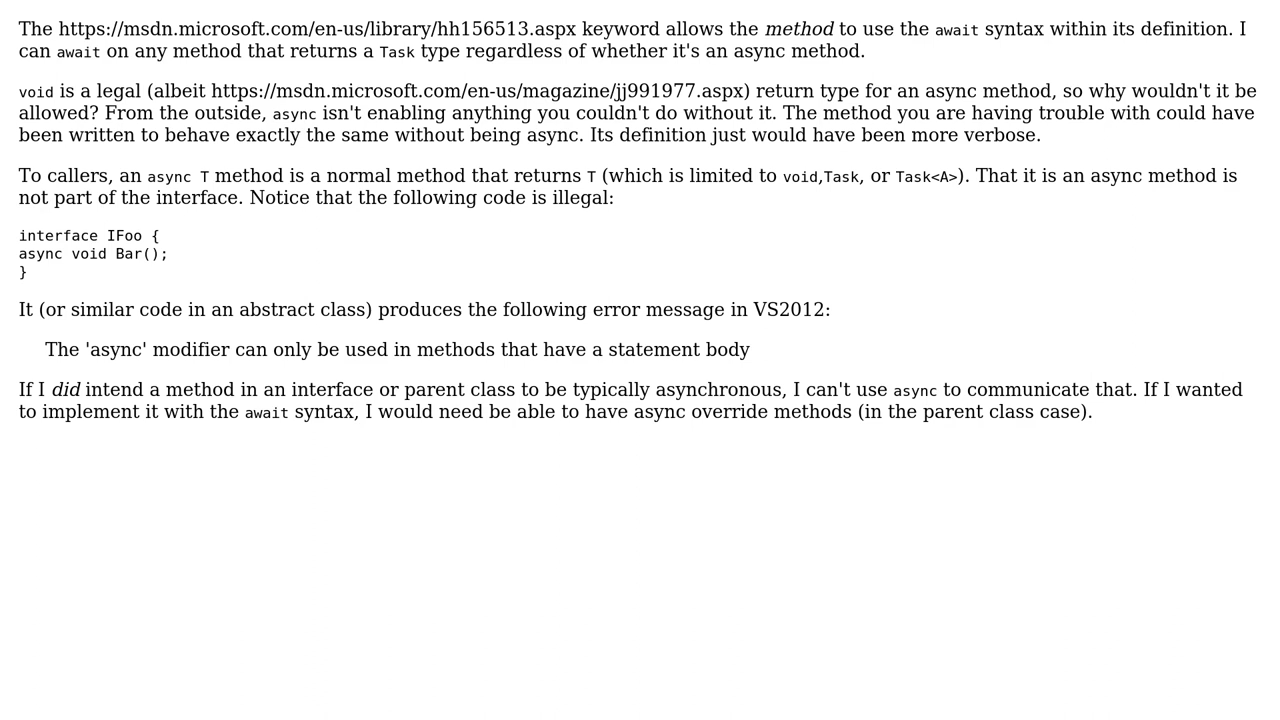 The https://msdn.microsoft.com/en-us/library/hh156513.aspx keyword allows the method to use the await syntax within its definition. I
can await on any method that returns a Task type regardless of whether it's an async method.
void is a legal (albeit https://msdn.microsoft.com/en-us/magazine/jj991977.aspx) return type for an async method, so why wouldn't it be
allowed? From the outside, async isn't enabling anything you couldn't do without it. The method you are having trouble with could have
been written to behave exactly the same without being async. Its definition just would have been more verbose.
To callers, an async T method is a normal method that returns T (which is limited to void,Task, or Task<A>). That it is an async method is
not part of the interface. Notice that the following code is illegal:
interface IFoo {
async void Bar();
}
It (or similar code in an abstract class) produces the following error message in VS2012:
The 'async' modifier can only be used in methods that have a statement body
If I did intend a method in an interface or parent class to be typically asynchronous, I can't use async to communicate that. If I wanted
to implement it with the await syntax, I would need be able to have async override methods (in the parent class case).